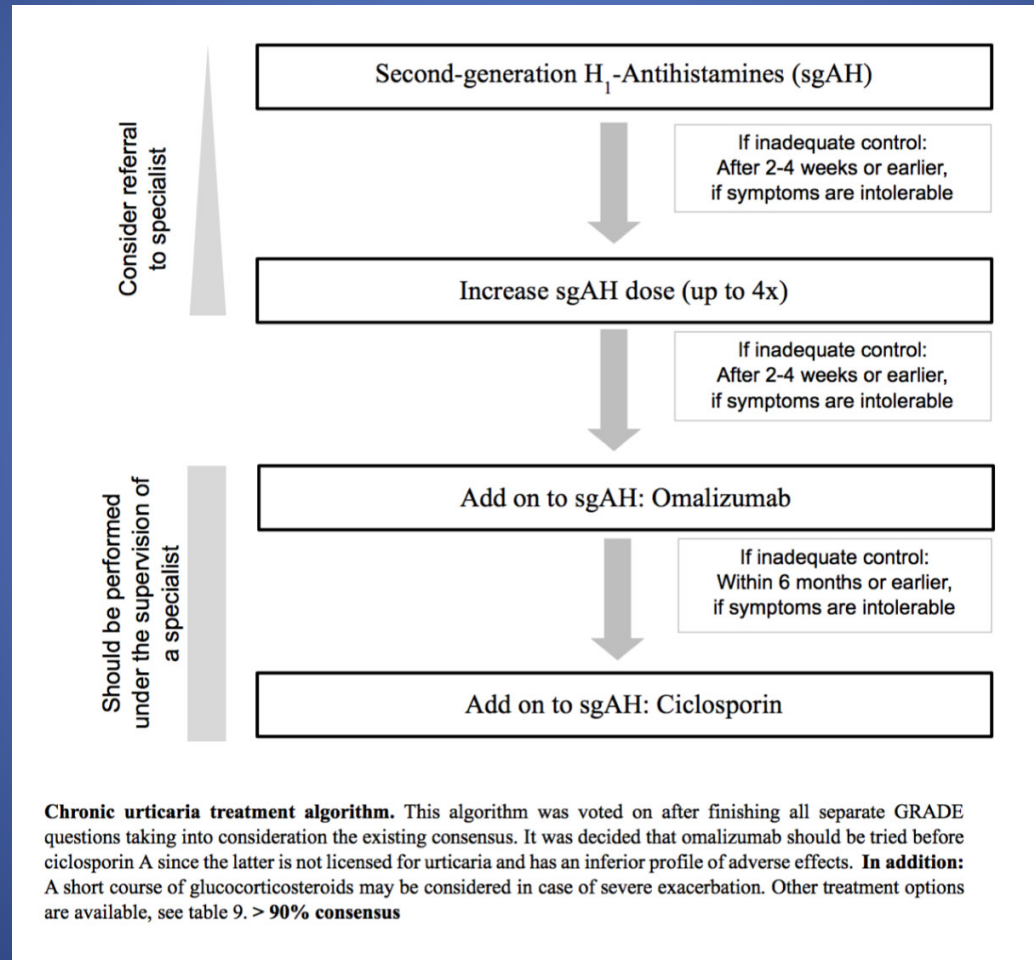 Second-generation H₁-Antihistamines (sgAH)
If inadequate control:
After 2-4 weeks or earlier,
if symptoms are intolerable
Consider referral
to specialist
Increase sgAH dose (up to 4x)
If inadequate control:
After 2-4 weeks or earlier,
if symptoms are intolerable
Add on to sgAH: Omalizumab
If inadequate control:
Within 6 months or earlier,
if symptoms are intolerable
Should be performed
under the supervision of
a specialist
Add on to sgAH: Ciclosporin
Chronic urticaria treatment algorithm. This algorithm was voted on after finishing all separate GRADE
questions taking into consideration the existing consensus. It was decided that omalizumab should be tried before
ciclosporin A since the latter is not licensed for urticaria and has an inferior profile of adverse effects. In addition:
A short course of glucocorticosteroids may be considered in case of severe exacerbation. Other treatment options
are available, see table 9. > 90% consensus